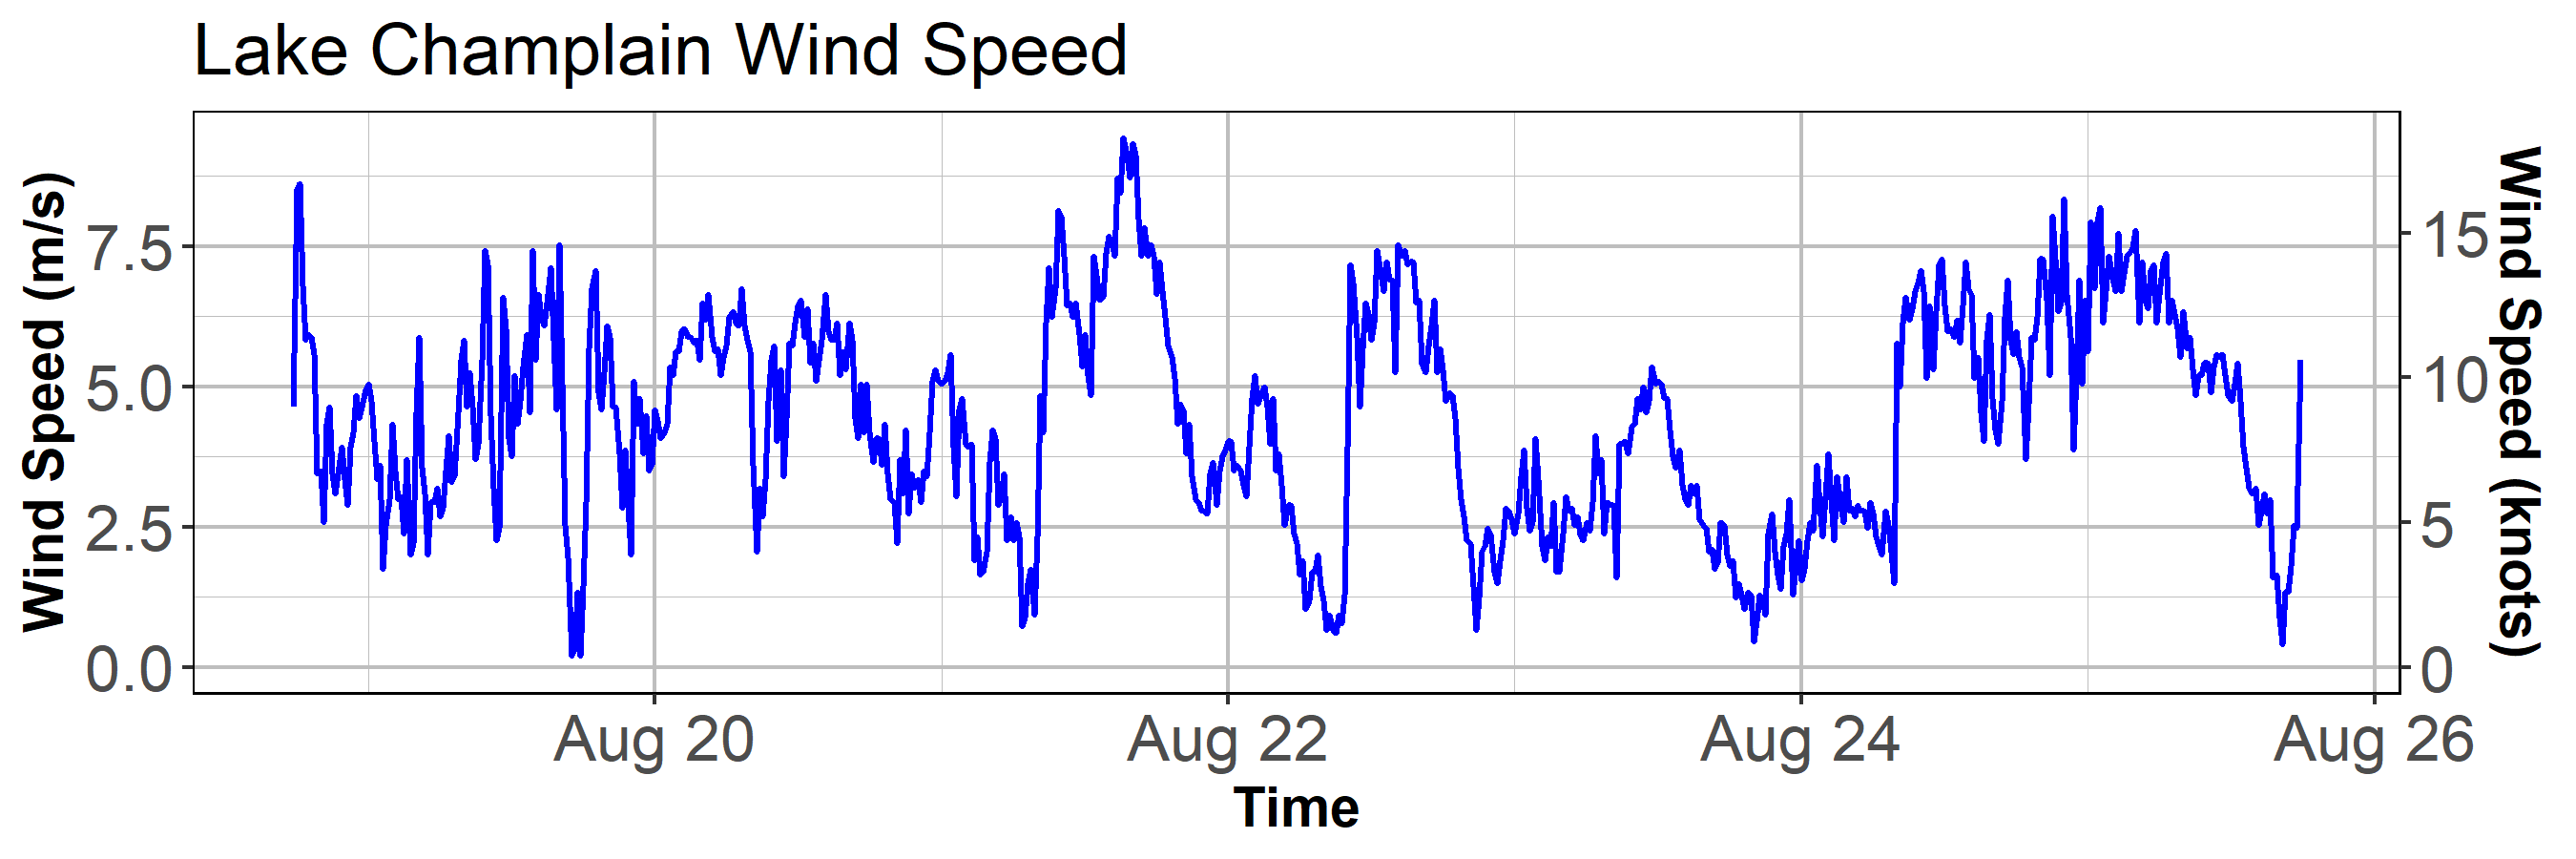 Lake Champlain Wind Speed
Wind Speed (m/s)
7.5
5.0
2.5
0.0
15
10
5
0
Wind Speed (knots)
Aug 20
Aug 22
Aug 24
Aug 26
Time